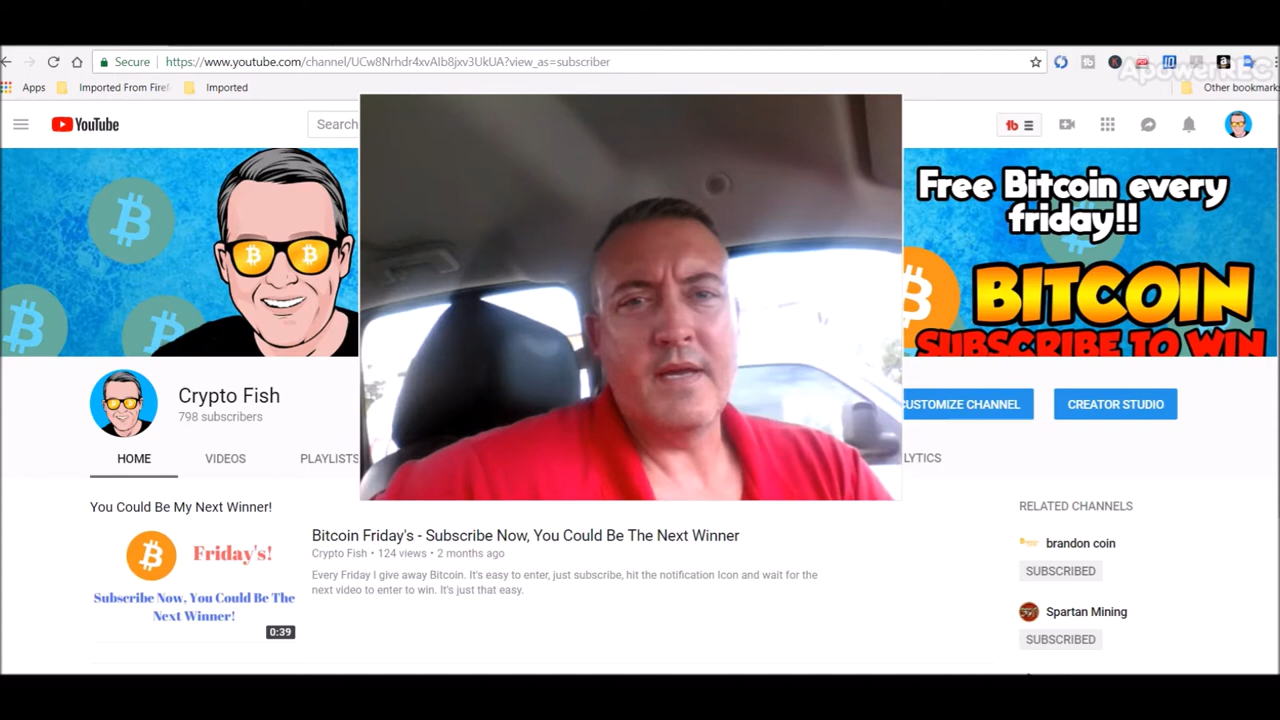 ApowerREC
Secure
https://www.youtube.com/channel/UCw8Nrhdr4xvAIb8jxv3UkUA?view_as=subscriber
Apps
Imported From Firef
Imported
Other bookmark
YouTube
Search
Free Bitcoin every
friday!!
BITCOIN
SUBSCRIBE TO WIN
Crypto Fish
798 subscribers
CUSTOMIZE CHANNEL
CREATOR STUDIO
HOME
VIDEOS
PLAYLISTS
LYTICS
You Could Be My Next Winner!
RELATED CHANNELS
Friday's!
Subscribe Now, You Could Be The
Next Winner!
0:39
Bitcoin Friday's - Subscribe Now, You Could Be The Next Winner
Crypto Fish • 124 views • 2 months ago
Every Friday I give away Bitcoin. It's easy to enter, just subscribe, hit the notification Icon and wait for the
next video to enter to win. It's just that easy.
brandon coin
SUBSCRIBED
Spartan Mining
SUBSCRIBED